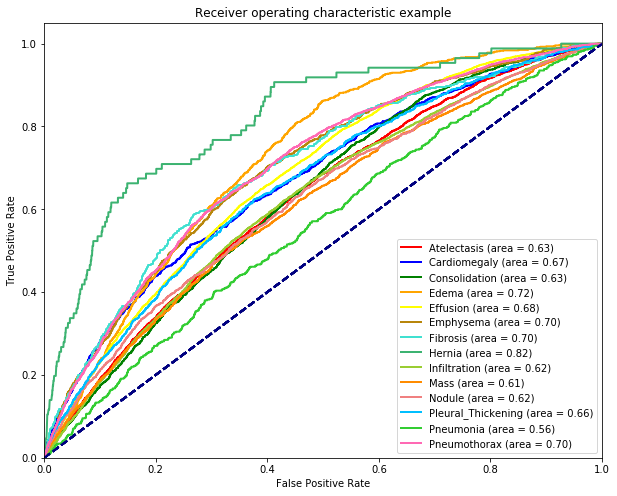 Receiver operating characteristic example
1.0
0.8
0.6
0.4
0.2
0.0
True Positive Rate
Atelectasis (area = 0.63)
Cardiomegaly (area = 0.67)
Consolidation (area = 0.63)
Edema (area = 0.72)
Effusion (area = 0.68)
Emphysema (area = 0.70)
Fibrosis (area = 0.70)
Hernia (area = 0.82)
Infiltration (area = 0.62)
Mass (area = 0.61)
Nodule (area = 0.62)
Pleural_Thickening (area = 0.66)
Pneumonia (area = 0.56)
Pneumothorax (area = 0.70)
0.0 0.2 0.4 0.6 0.8 1.0
False Positive Rate